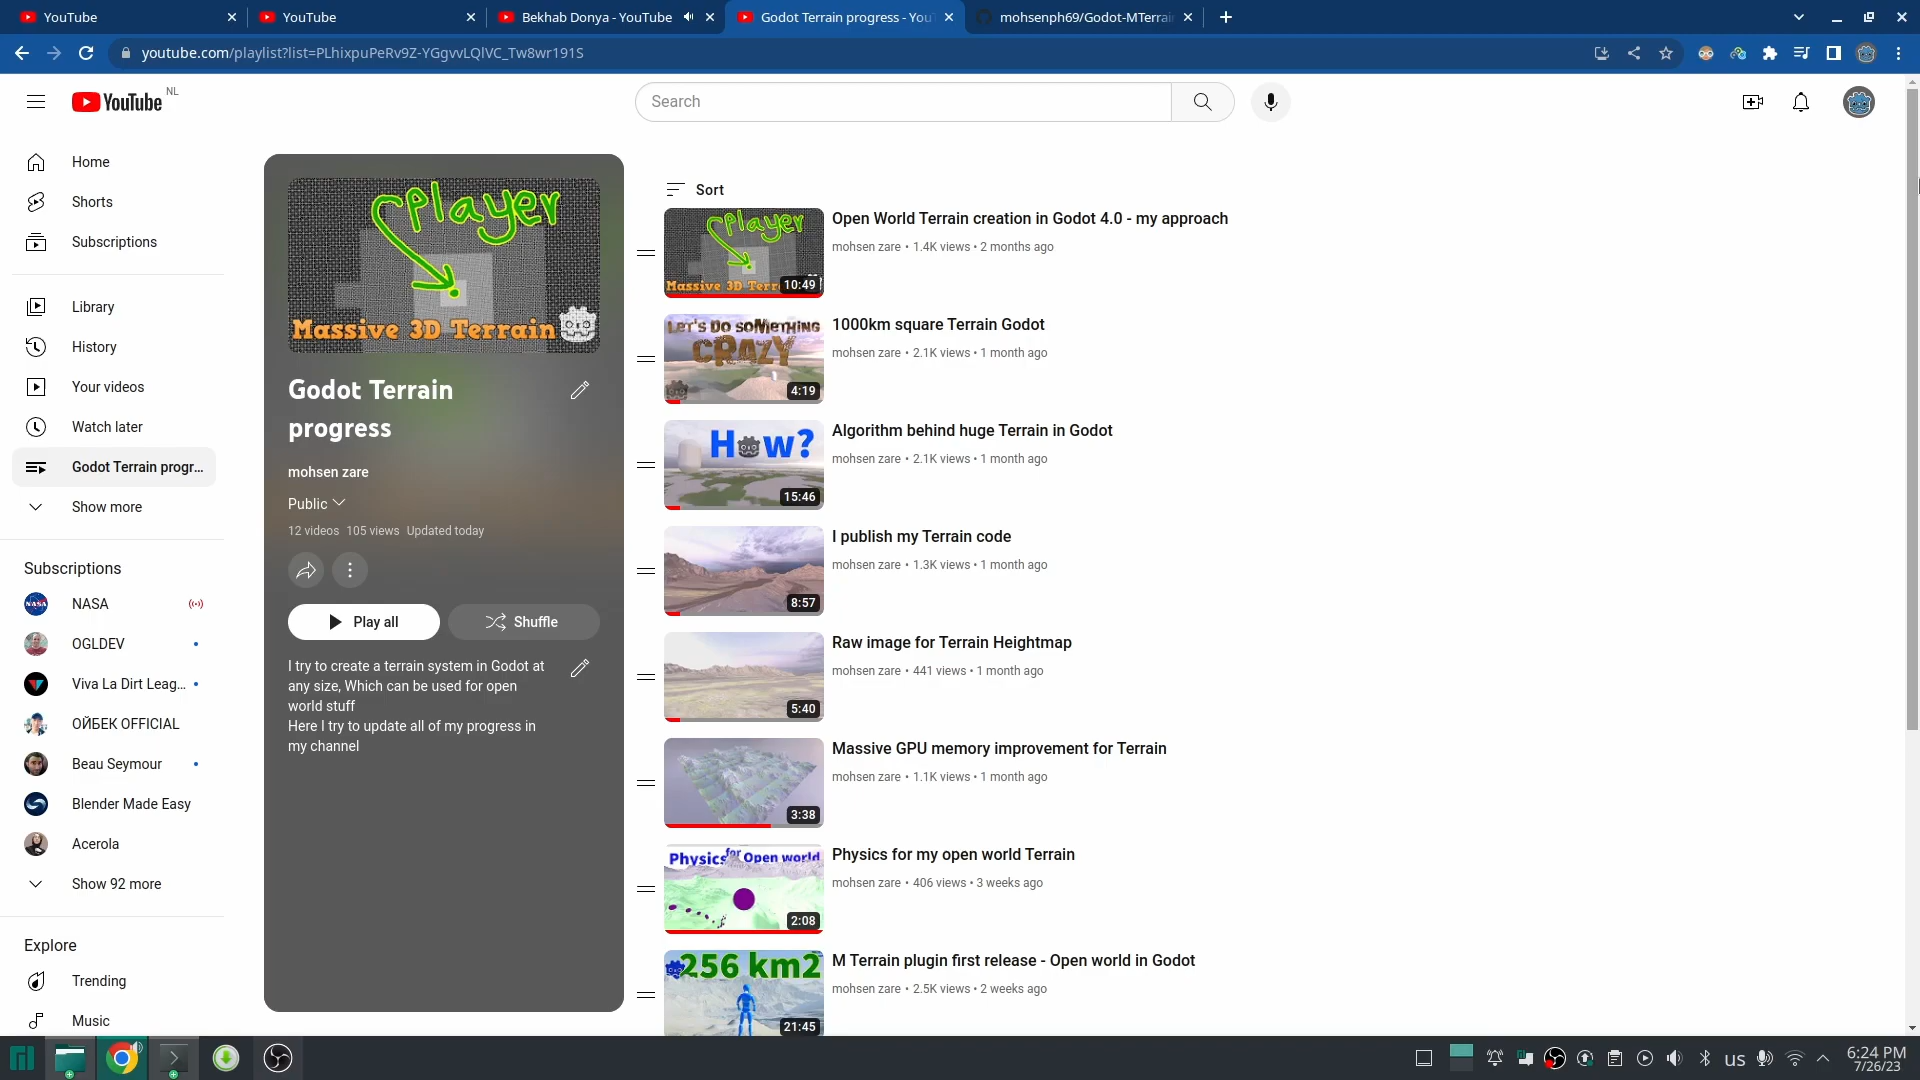 YouTube
YouTube
Bekhab Donya - YouTube
Godot Terrain progress - You
mohsenph69/Godot-MTerrai
youtube.com/playlist?list=PLhixpuPeRv9Z-YGgvvLQlVC_Tw8wr191S
YouTube NL
Search
Home
Shorts
Subscriptions
Library
History
Your videos
Watch later
Godot Terrain progr...
Show more
Subscriptions
NASA
OGLDEV
Viva La Dirt Leag...
ОЙБЕК OFFICIAL
Beau Seymour
Blender Made Easy
Acerola
Show 92 more
Explore
Trending
Music
player
Massive 3D Terrain
Godot Terrain
progress
mohsen zare
Public
12 videos 105 views Updated today
Play all
Shuffle
I try to create a terrain system in Godot at
any size, Which can be used for open
world stuff
Here I try to update all of my progress in
my channel
Sort
player
Massive 3D Terr
10:49
Open World Terrain creation in Godot 4.0 - my approach
mohsen zare • 1.4K views • 2 months ago
LET'S DO SOMETHING
CRAZY
4:19
1000km square Terrain Godot
mohsen zare • 2.1K views • 1 month ago
How?
15:46
Algorithm behind huge Terrain in Godot
mohsen zare • 2.1K views • 1 month ago
8:57
I publish my Terrain code
mohsen zare • 1.3K views • 1 month ago
5:40
Raw image for Terrain Heightmap
mohsen zare • 441 views • 1 month ago
3:38
Massive GPU memory improvement for Terrain
mohsen zare • 1.1K views • 1 month ago
Physics for Open world
2:08
Physics for my open world Terrain
mohsen zare • 406 views • 3 weeks ago
256 km2
21:45
M Terrain plugin first release - Open world in Godot
mohsen zare • 2.5K views • 2 weeks ago
us
6:24 PM
7/26/23